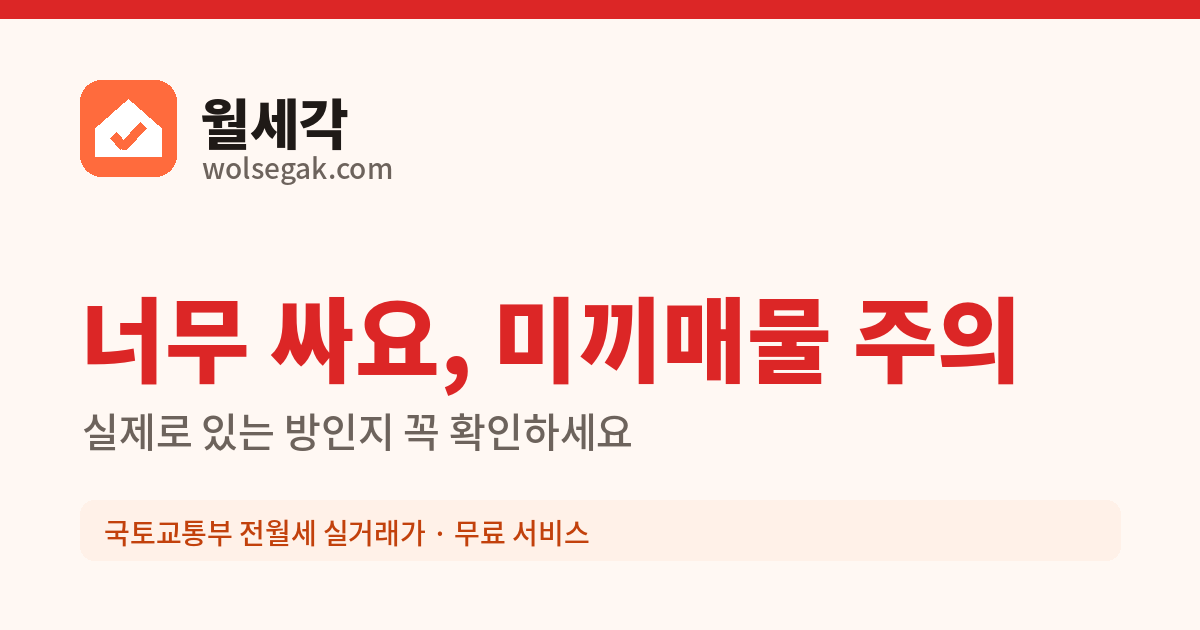 월세각
wolsegak.com
너무 싸요, 미끼매물 주의
실제로 있는 방인지 꼭 확인하세요
국토교통부 전월세 실거래가 · 무료 서비스